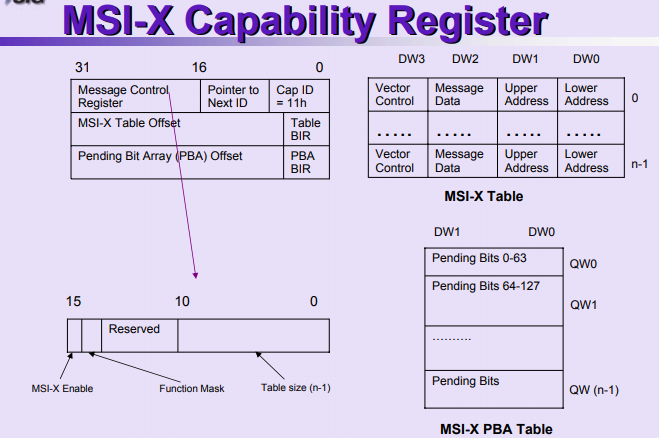 MSI-X Capability Register
31 16 0
Message Control Register
Pointer to Next ID
Cap ID = 11h
MSI-X Table Offset
Table BIR
Pending Bit Array (PBA) Offset
PBA BIR
DW3 DW2 DW1 DW0
Vector Control
Message Data
Upper Address
Lower Address
0
..... ..... ..... .....
Vector Control
Message Data
Upper Address
Lower Address
n-1
MSI-X Table
DW1 DW0
Pending Bits 0-63
QW0
Pending Bits 64-127
QW1
..........
Pending Bits
QW (n-1)
MSI-X PBA Table
15 10 0
Reserved
MSI-X Enable
Function Mask
Table size (n-1)